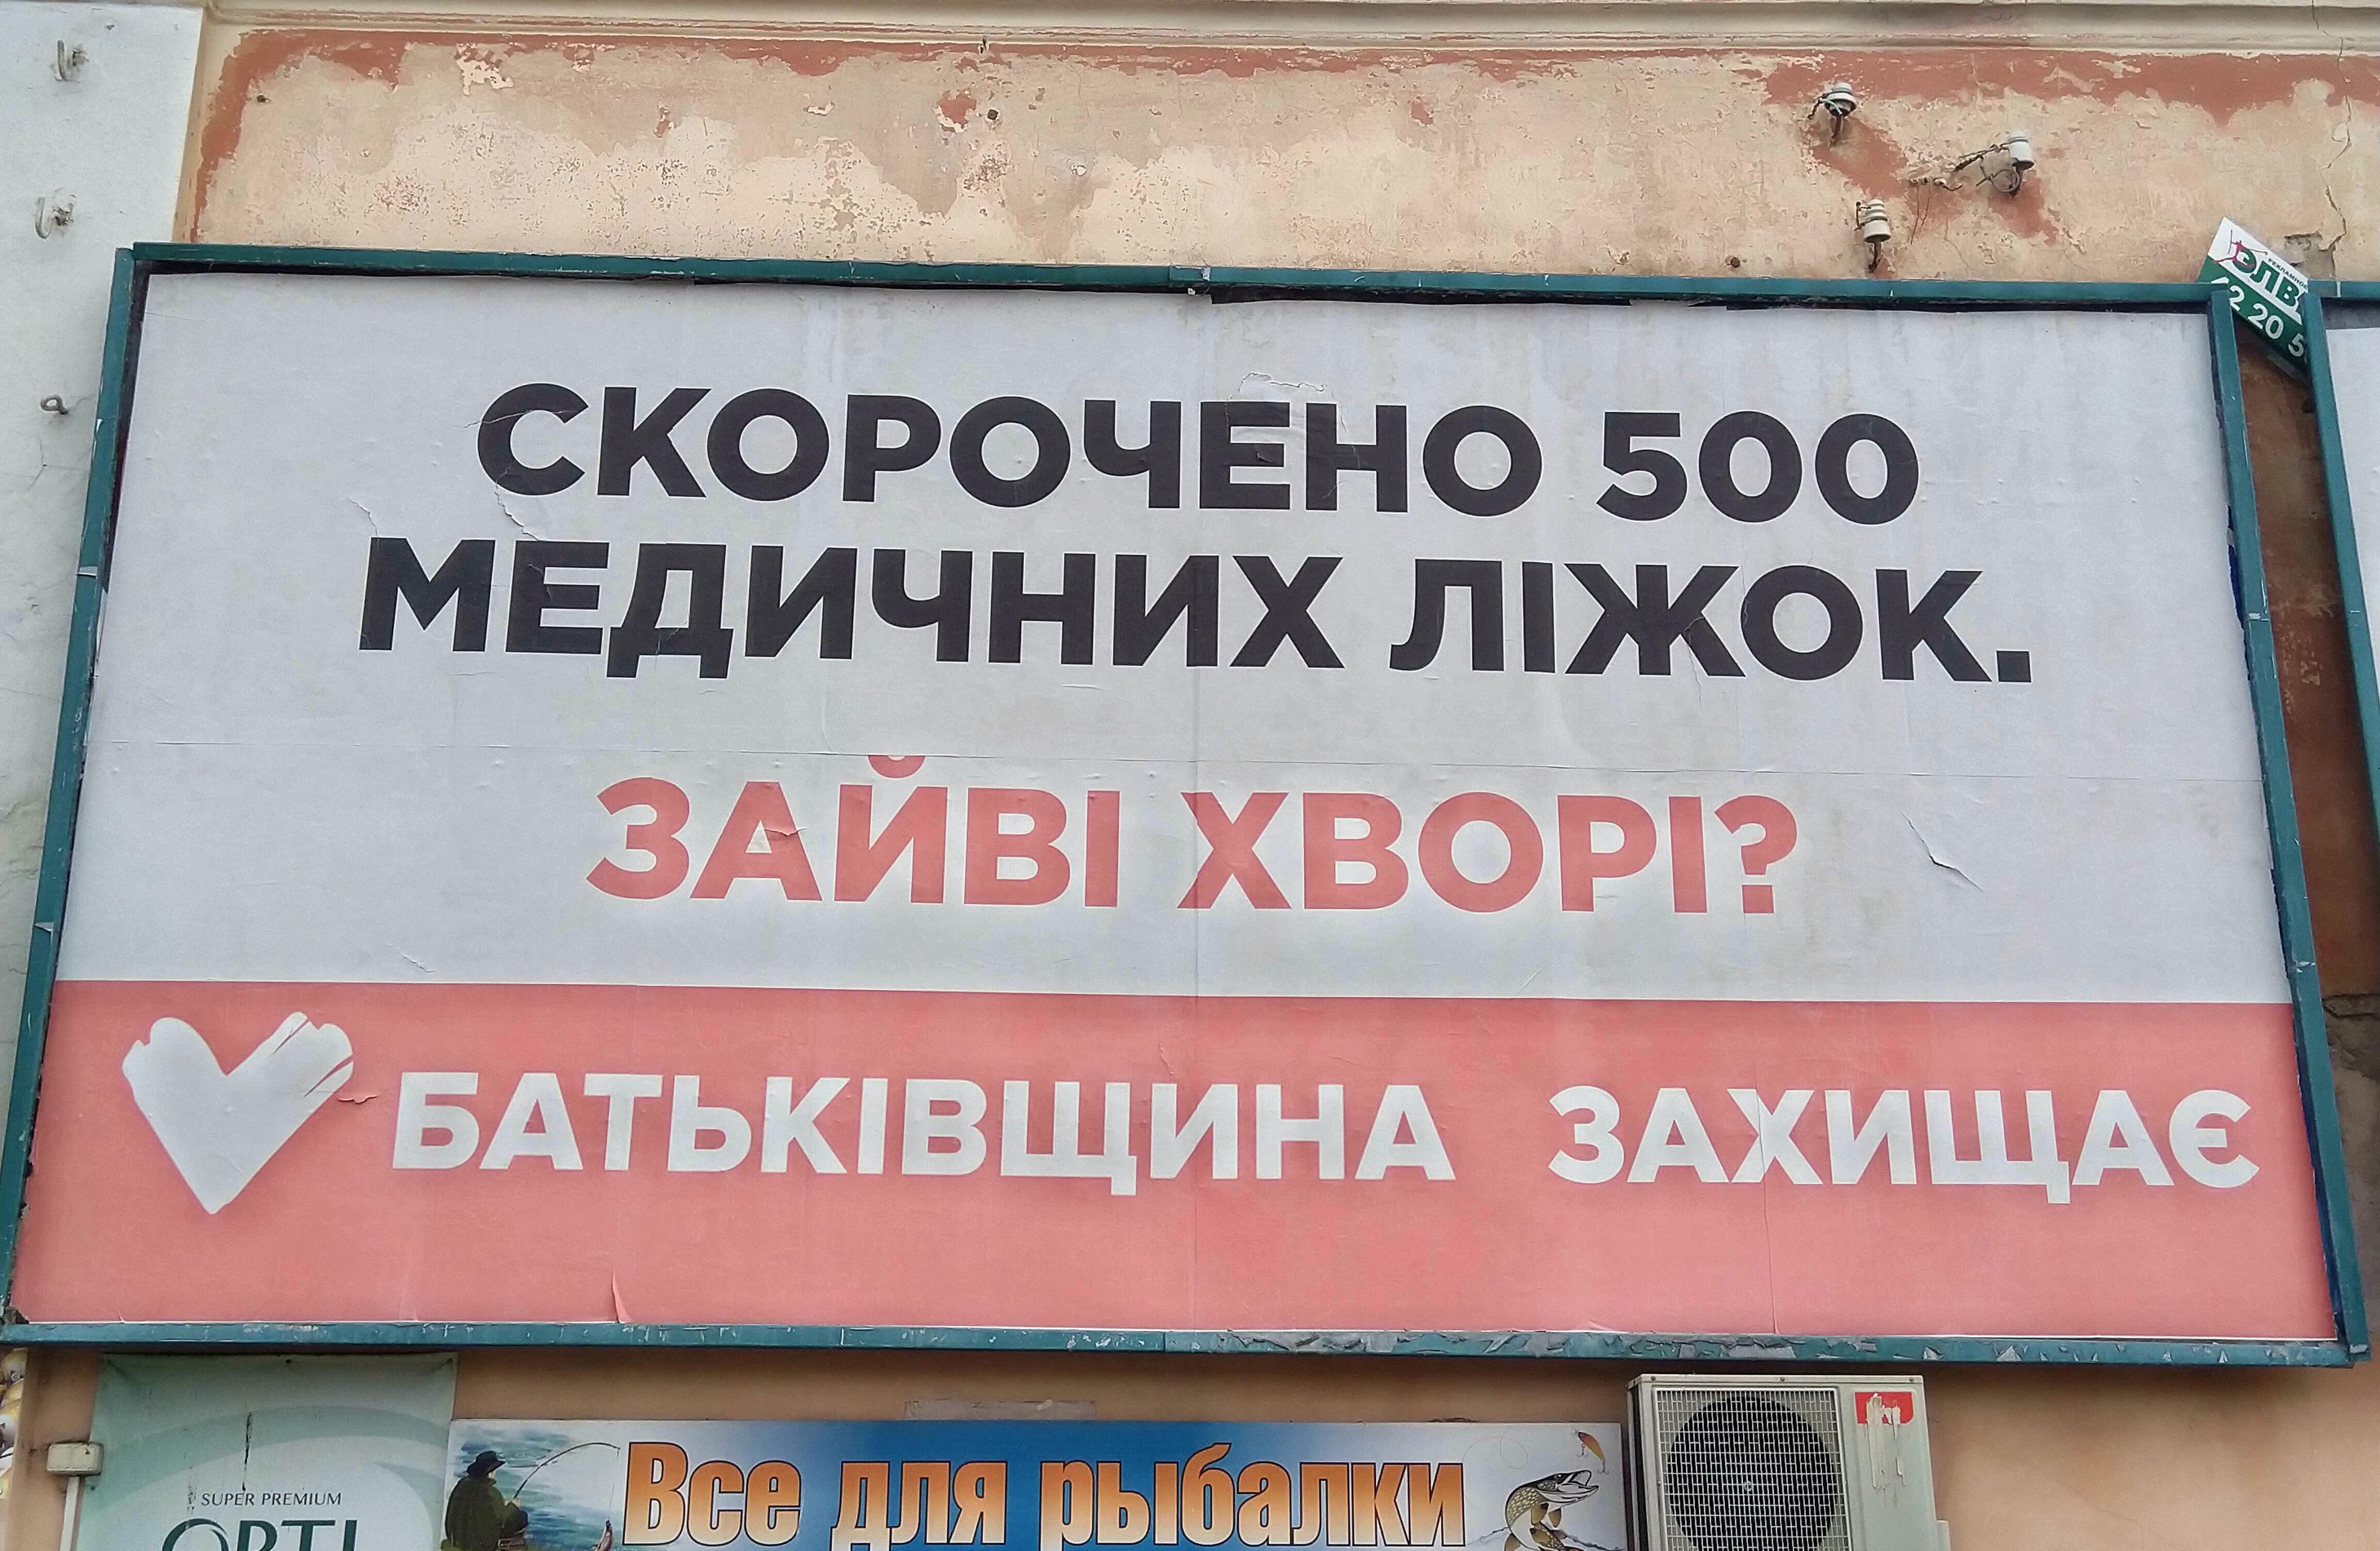 СКОРОЧЕНО 500
МЕДИЧНИХ ЛІЖОК.
ЗАЙВІ ХВОРІ?
БАТЬКІВЩИНА ЗАХИЩАЄ
SUPER PREMIUM
Все для рыбалки